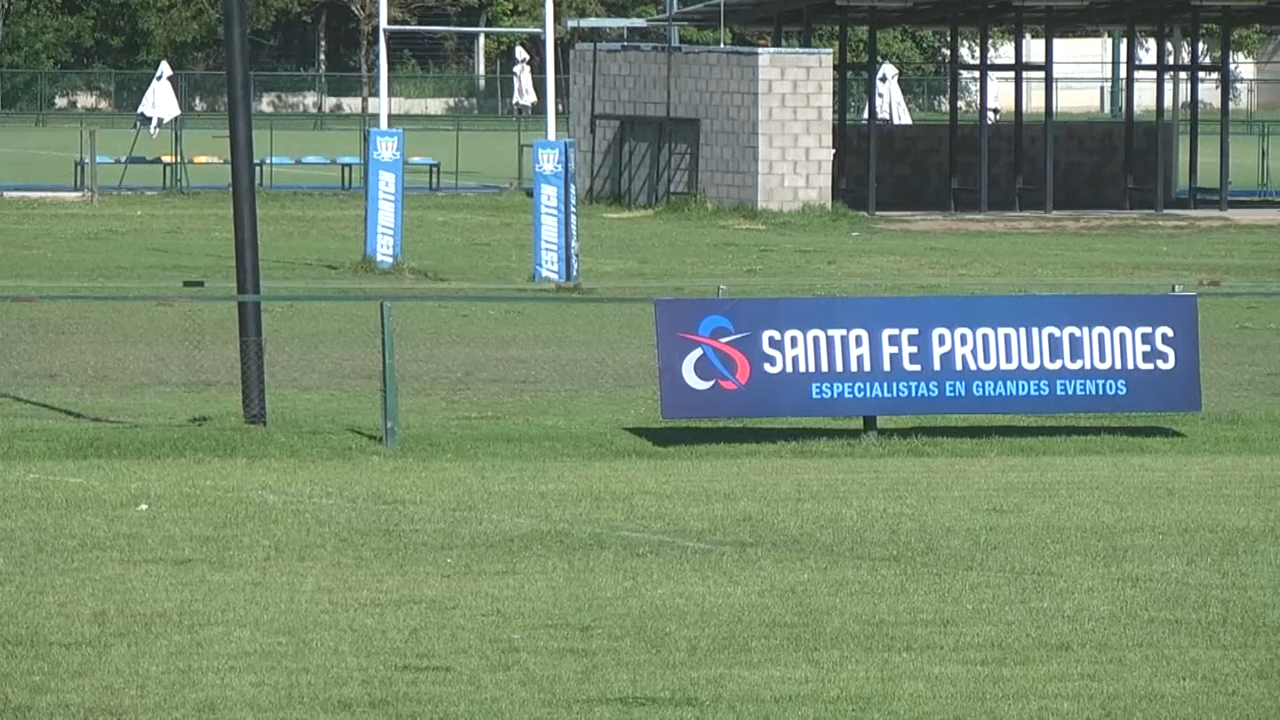 TESTMATCH
TESTMATCH
SANTA FE PRODUCCIONES
ESPECIALISTAS EN GRANDES EVENTOS